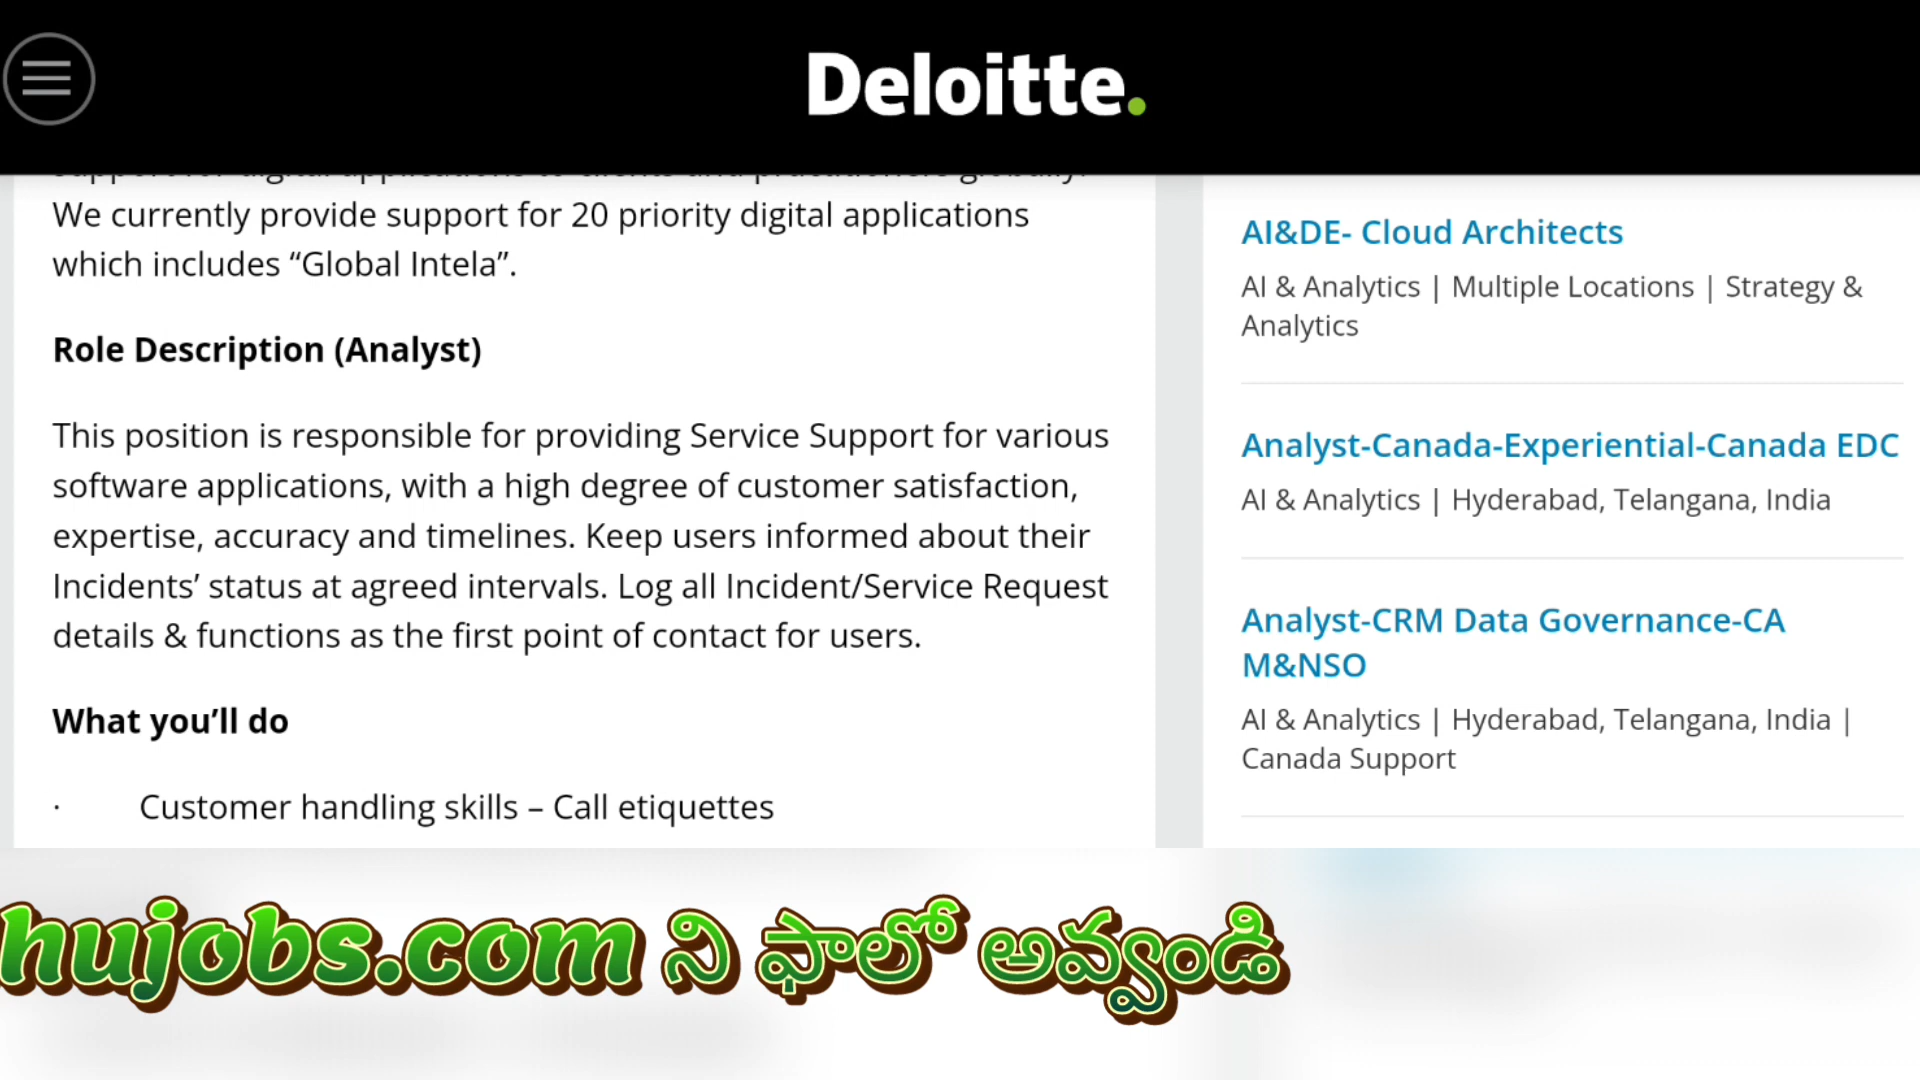 Deloitte.
We currently provide support for 20 priority digital applications
which includes “Global Intela”.
Role Description (Analyst)
This position is responsible for providing Service Support for various
software applications, with a high degree of customer satisfaction,
expertise, accuracy and timelines. Keep users informed about their
Incidents’ status at agreed intervals. Log all Incident/Service Request
details & functions as the first point of contact for users.
What you’ll do
· Customer handling skills – Call etiquettes
AI&DE- Cloud Architects
AI & Analytics | Multiple Locations | Strategy &
Analytics
Analyst-Canada-Experiential-Canada EDC
AI & Analytics | Hyderabad, Telangana, India
Analyst-CRM Data Governance-CA
M&NSO
AI & Analytics | Hyderabad, Telangana, India |
Canada Support
hujobs.com ని ఫాలో అవ్వండి